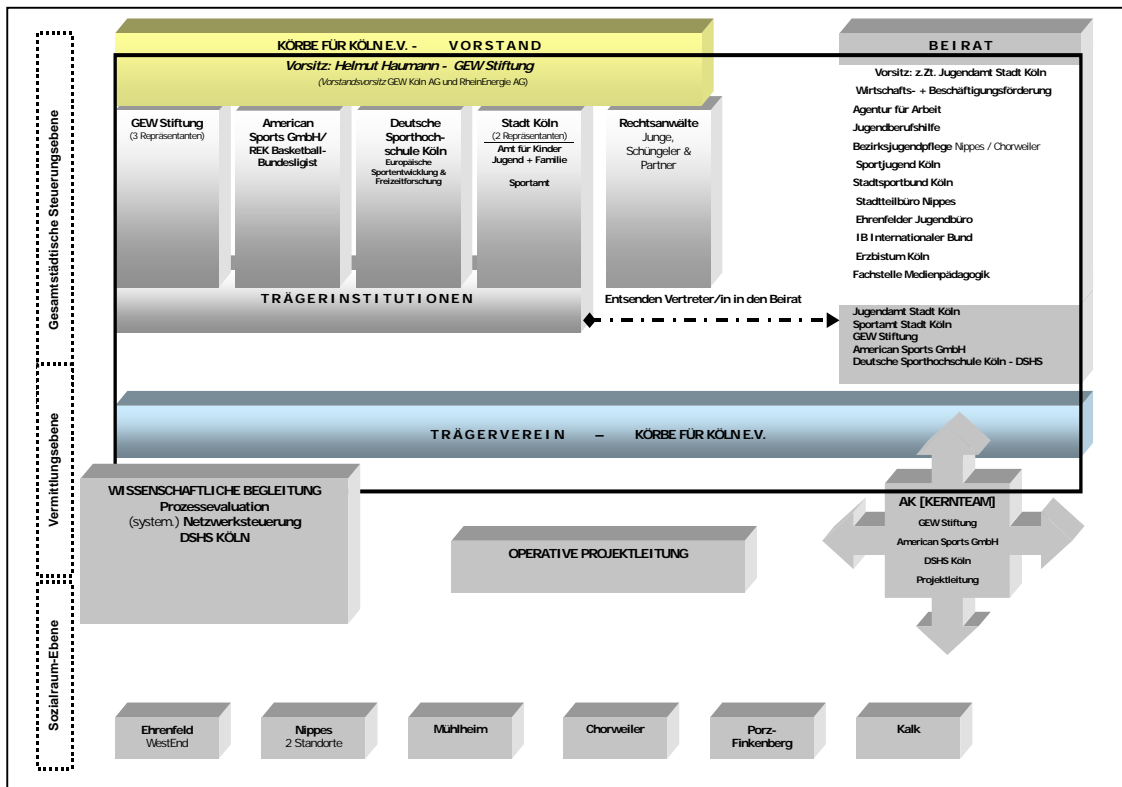 Gesamtstädtische Steuerungsebene
Vermittlungsebene
Sozialraum-Ebene
KÖRBE FÜR KÖLN E.V. - VORSTAND
Vorsitz: Helmut Haumann - GEW Stiftung
(Vorstandsvorsitz GEW Köln AG und RheinEnergie AG)
GEW Stiftung
(3 Repräsentanten)
American
Sports GmbH/
REK Basketball-
Bundesligist
Deutsche
Sporthoch-
schule Köln
Europäische
Sportentwicklung &
Freizeitforschung
Stadt Köln
(2 Repräsentanten)
Amt für Kinder
Jugend + Familie
Sportamt
Rechtsanwälte
Junge,
Schüngeler &
Partner
TRÄGERINSTITUTIONEN
Entsenden Vertreter/in in den Beirat
BEIRAT
Vorsitz: z.Zt. Jugendamt Stadt Köln
Wirtschafts- + Beschäftigungsförderung
Agentur für Arbeit
Jugendberufshilfe
Bezirksjugendpflege Nippes / Chorweiler
Sportjugend Köln
Stadtsportbund Köln
Stadtteilbüro Nippes
Ehrenfelder Jugendbüro
IB Internationaler Bund
Erzbistum Köln
Fachstelle Medienpädagogik
Jugendamt Stadt Köln
Sportamt Stadt Köln
GEW Stiftung
American Sports GmbH
Deutsche Sporthochschule Köln - DSHS
TRÄGERVEREIN – KÖRBE FÜR KÖLN E.V.
WISSENSCHAFTLICHE BEGLEITUNG
Prozessevaluation
(system.) Netzwerksteuerung
DSHS KÖLN
OPERATIVE PROJEKTLEITUNG
AK [KERNTEAM]
GEW Stiftung
American Sports GmbH
DSHS Köln
Projektleitung
Ehrenfeld
WestEnd
Nippes
2 Standorte
Mühlheim
Chorweiler
Porz-
Finkenberg
Kalk